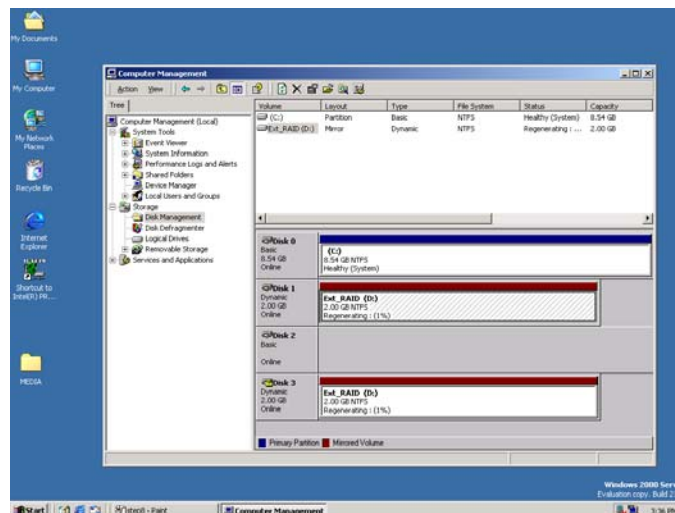 My Documents
My Computer
My Network
Places
Recycle Bin
Internet
Explorer
Shortcut to
Intel(R) PR...
MEDIA
Computer Management
Action View
Tree
Computer Management (Local)
System Tools
Event Viewer
System Information
Performance Logs and Alerts
Shared Folders
Device Manager
Local Users and Groups
Storage
Disk Management
Disk Defragmenter
Logical Drives
Removable Storage
Services and Applications
Volume Layout Type File System Status Capacity
(C:) Partition Basic NTFS Healthy (System) 8.54 GB
Ext_RAID (D:) Mirror Dynamic NTFS Regenerating : ... 2.00 GB
Disk 0
Basic
8.54 GB
Online
(C:)
8.54 GB NTFS
Healthy (System)
Disk 1
Dynamic
2.00 GB
Online
Ext_RAID (D:)
2.00 GB NTFS
Regenerating : (1%)
Disk 2
Basic
Online
Disk 3
Dynamic
2.00 GB
Online
Ext_RAID (D:)
2.00 GB NTFS
Regenerating : (1%)
Primary Partition Mirrored Volume
Windows 2000 Serv
Evaluation copy. Build 2
Start
- Paint
Computer Management
3:36 PM